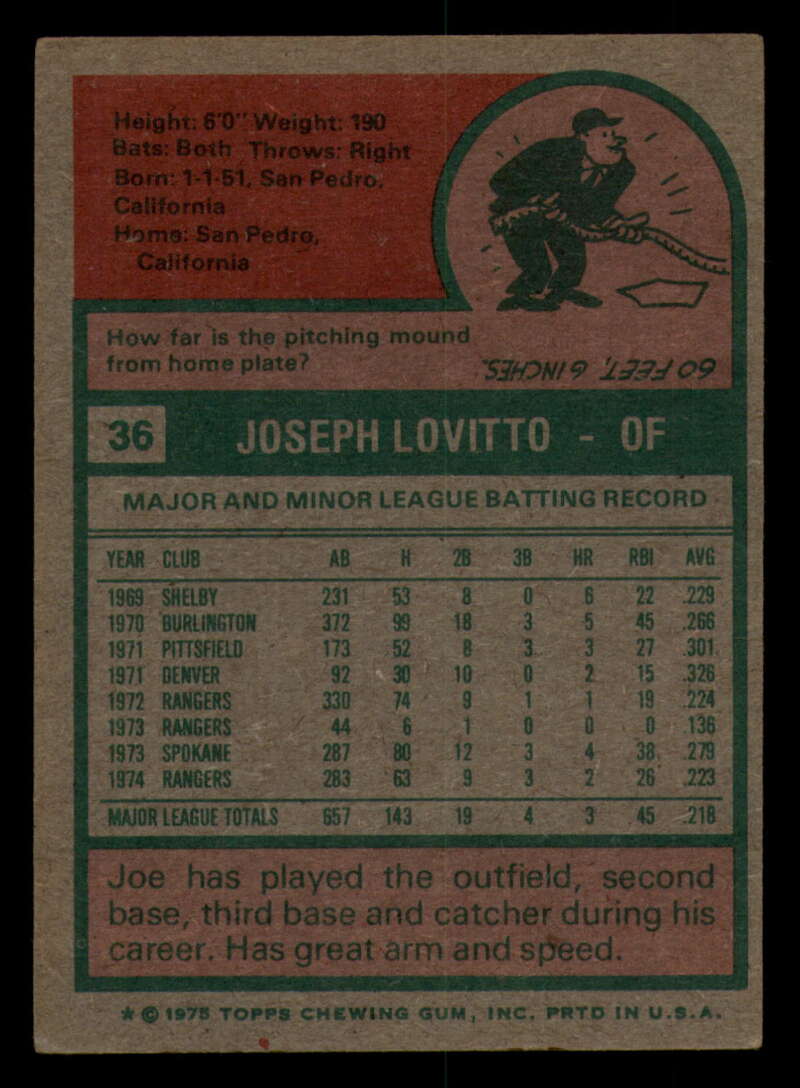 Height: 6'0" Weight: 190
Bats: Both Throws: Right
Born: 1-1-51, San Pedro,
California
Home: San Pedro,
California
How far is the pitching mound
from home plate?
60 FEET, 6 INCHES.
36 JOSEPH LOVITTO - OF
MAJOR AND MINOR LEAGUE BATTING RECORD
YEAR CLUB AB H 2B 3B HR RBI AVG
1969 SHELBY 231 53 8 0 6 22 .229
1970 BURLINGTON 372 99 18 3 5 45 .266
1971 PITTSFIELD 173 52 8 3 3 27 .301
1971 DENVER 92 30 10 0 2 15 .326
1972 RANGERS 330 74 9 1 1 19 .224
1973 RANGERS 44 6 1 0 0 0 .136
1973 SPOKANE 287 80 12 3 4 38 .279
1974 RANGERS 283 63 9 3 2 26 .223
MAJOR LEAGUE TOTALS 657 143 19 4 3 45 .218
Joe has played the outfield, second
base, third base and catcher during his
career. Has great arm and speed.
* © 1975 TOPPS CHEWING GUM, INC. PRTD IN U.S.A.